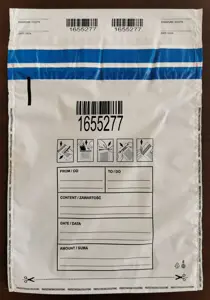 1655277 1655277
1655277
FROM / OD TO / DO
CONTENT / ZAWARTOŚĆ
DATE / DATA
AMOUNT / SUMA